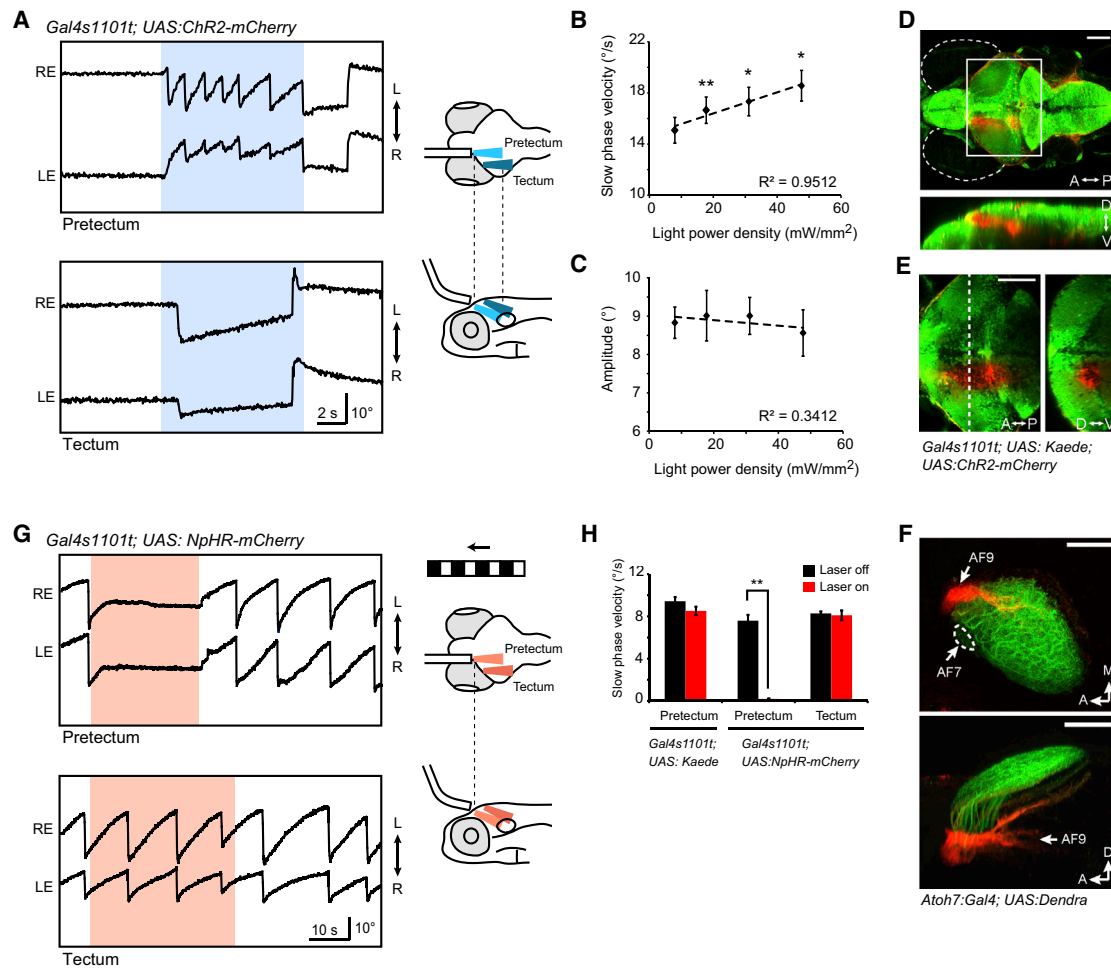 A
Gal4s1101t; UAS:ChR2-mCherry
RE
LE
L
R
Pretectum
RE
LE
L
R
2 s
10°
Tectum
Pretectum
Tectum
B
Slow phase velocity (°/s)
22
18
14
10
**
*
*
R² = 0.9512
0
20
40
60
Light power density (mW/mm²)
C
Amplitude (°)
10
9
8
7
6
R² = 0.3412
0
20
40
60
Light power density (mW/mm²)
D
A
P
D
V
E
A
P
D
V
Gal4s1101t; UAS: Kaede;
UAS:ChR2-mCherry
G
Gal4s1101t; UAS: NpHR-mCherry
RE
LE
L
R
Pretectum
RE
LE
L
R
10 s
10°
Tectum
Pretectum
Tectum
H
Slow phase velocity (°/s)
20
15
10
5
0
Laser off
Laser on
**
Pretectum
Pretectum
Tectum
Gal4s1101t;
UAS: Kaede
Gal4s1101t;
UAS:NpHR-mCherry
F
AF9
AF7
M
A
AF9
D
A
Atoh7:Gal4; UAS:Dendra